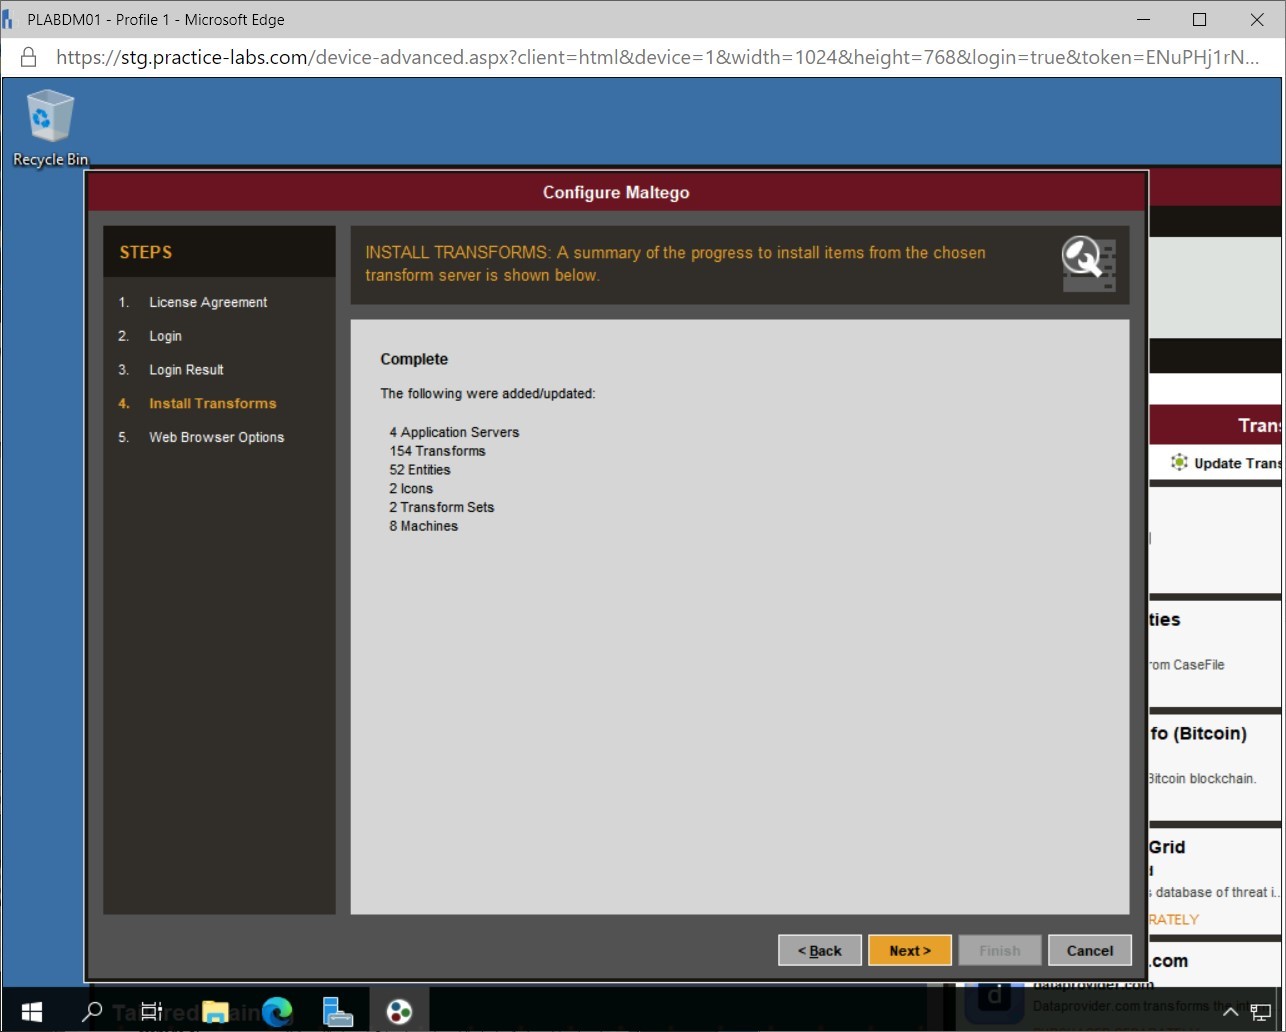 PLABDM01 - Profile 1 - Microsoft Edge
https://stg.practice-labs.com/device-advanced.aspx?client=html&device=1&width=1024&height=768&login=true&token=ENuPHj1rN...
Recycle Bin
Configure Maltego
STEPS
1. License Agreement
2. Login
3. Login Result
4. Install Transforms
5. Web Browser Options
INSTALL TRANSFORMS: A summary of the progress to install items from the chosen
transform server is shown below.
Complete
The following were added/updated:
4 Application Servers
154 Transforms
52 Entities
2 Icons
2 Transform Sets
8 Machines
< Back
Next >
Finish
Cancel
Trans
Update Trans
ties
rom CaseFile
fo (Bitcoin)
Bitcoin blockchain.
Grid
d
s database of threat i...
RATELY
.com
dataprovider.com
Dataprovider.com transforms the int
d